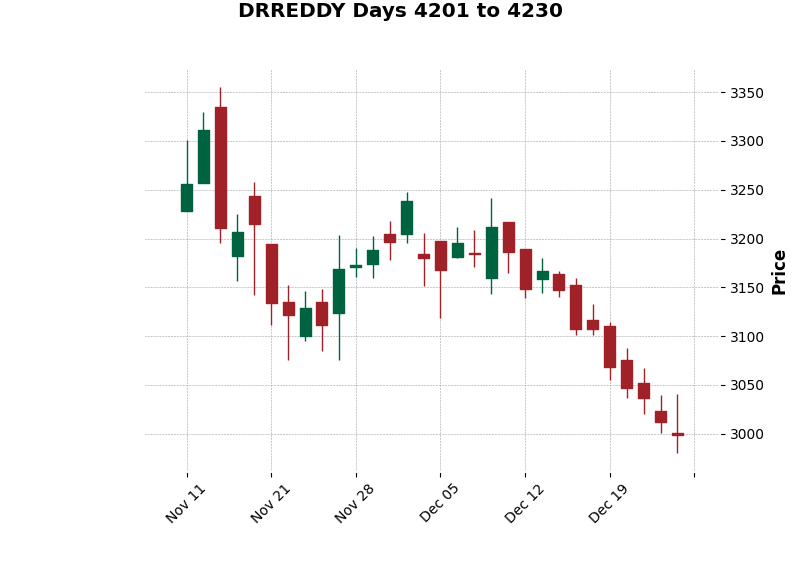 DRREDDY Days 4201 to 4230
3350
3300
3250
3200
3150
3100
3050
3000
Price
Nov 11
Nov 21
Nov 28
Dec 05
Dec 12
Dec 19